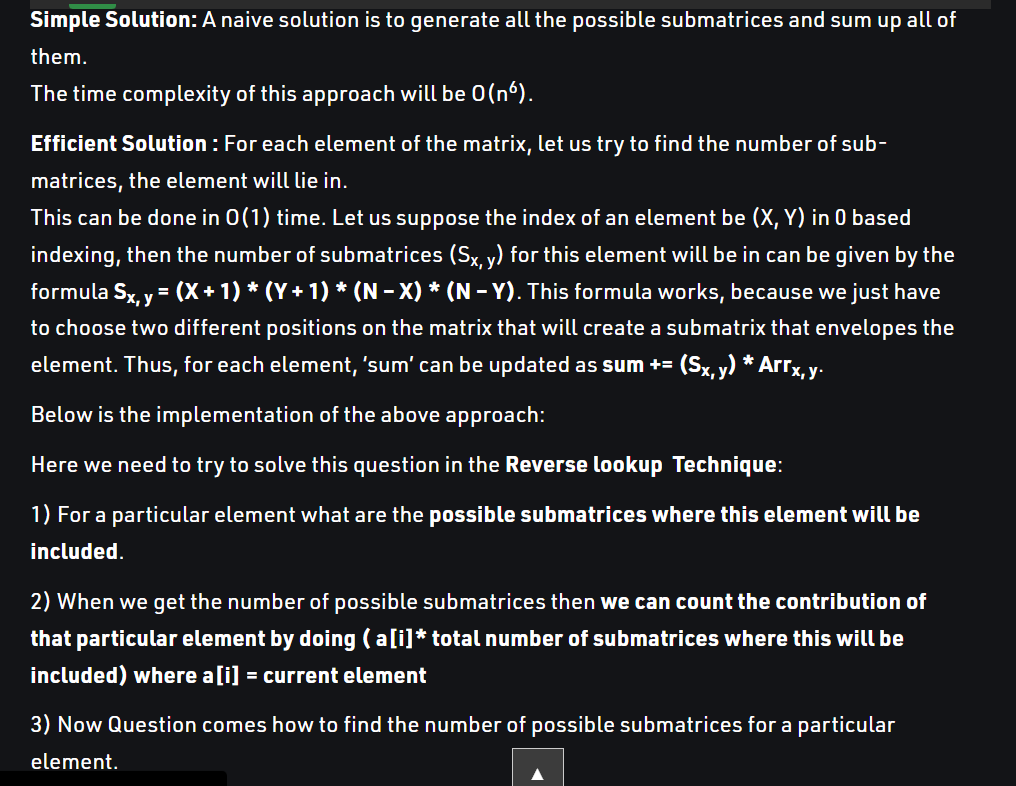 Simple Solution: A naive solution is to generate all the possible submatrices and sum up all of
them.
The time complexity of this approach will be O(n⁶).
Efficient Solution : For each element of the matrix, let us try to find the number of sub-
matrices, the element will lie in.
This can be done in O(1) time. Let us suppose the index of an element be (X, Y) in 0 based
indexing, then the number of submatrices (Sx, y) for this element will be in can be given by the
formula Sx, y = (X + 1) * (Y + 1) * (N – X) * (N – Y). This formula works, because we just have
to choose two different positions on the matrix that will create a submatrix that envelopes the
element. Thus, for each element, ‘sum’ can be updated as sum += (Sx, y) * Arrx, y.
Below is the implementation of the above approach:
Here we need to try to solve this question in the Reverse lookup Technique:
1) For a particular element what are the possible submatrices where this element will be
included.
2) When we get the number of possible submatrices then we can count the contribution of
that particular element by doing ( a[i]* total number of submatrices where this will be
included) where a[i] = current element
3) Now Question comes how to find the number of possible submatrices for a particular
element.